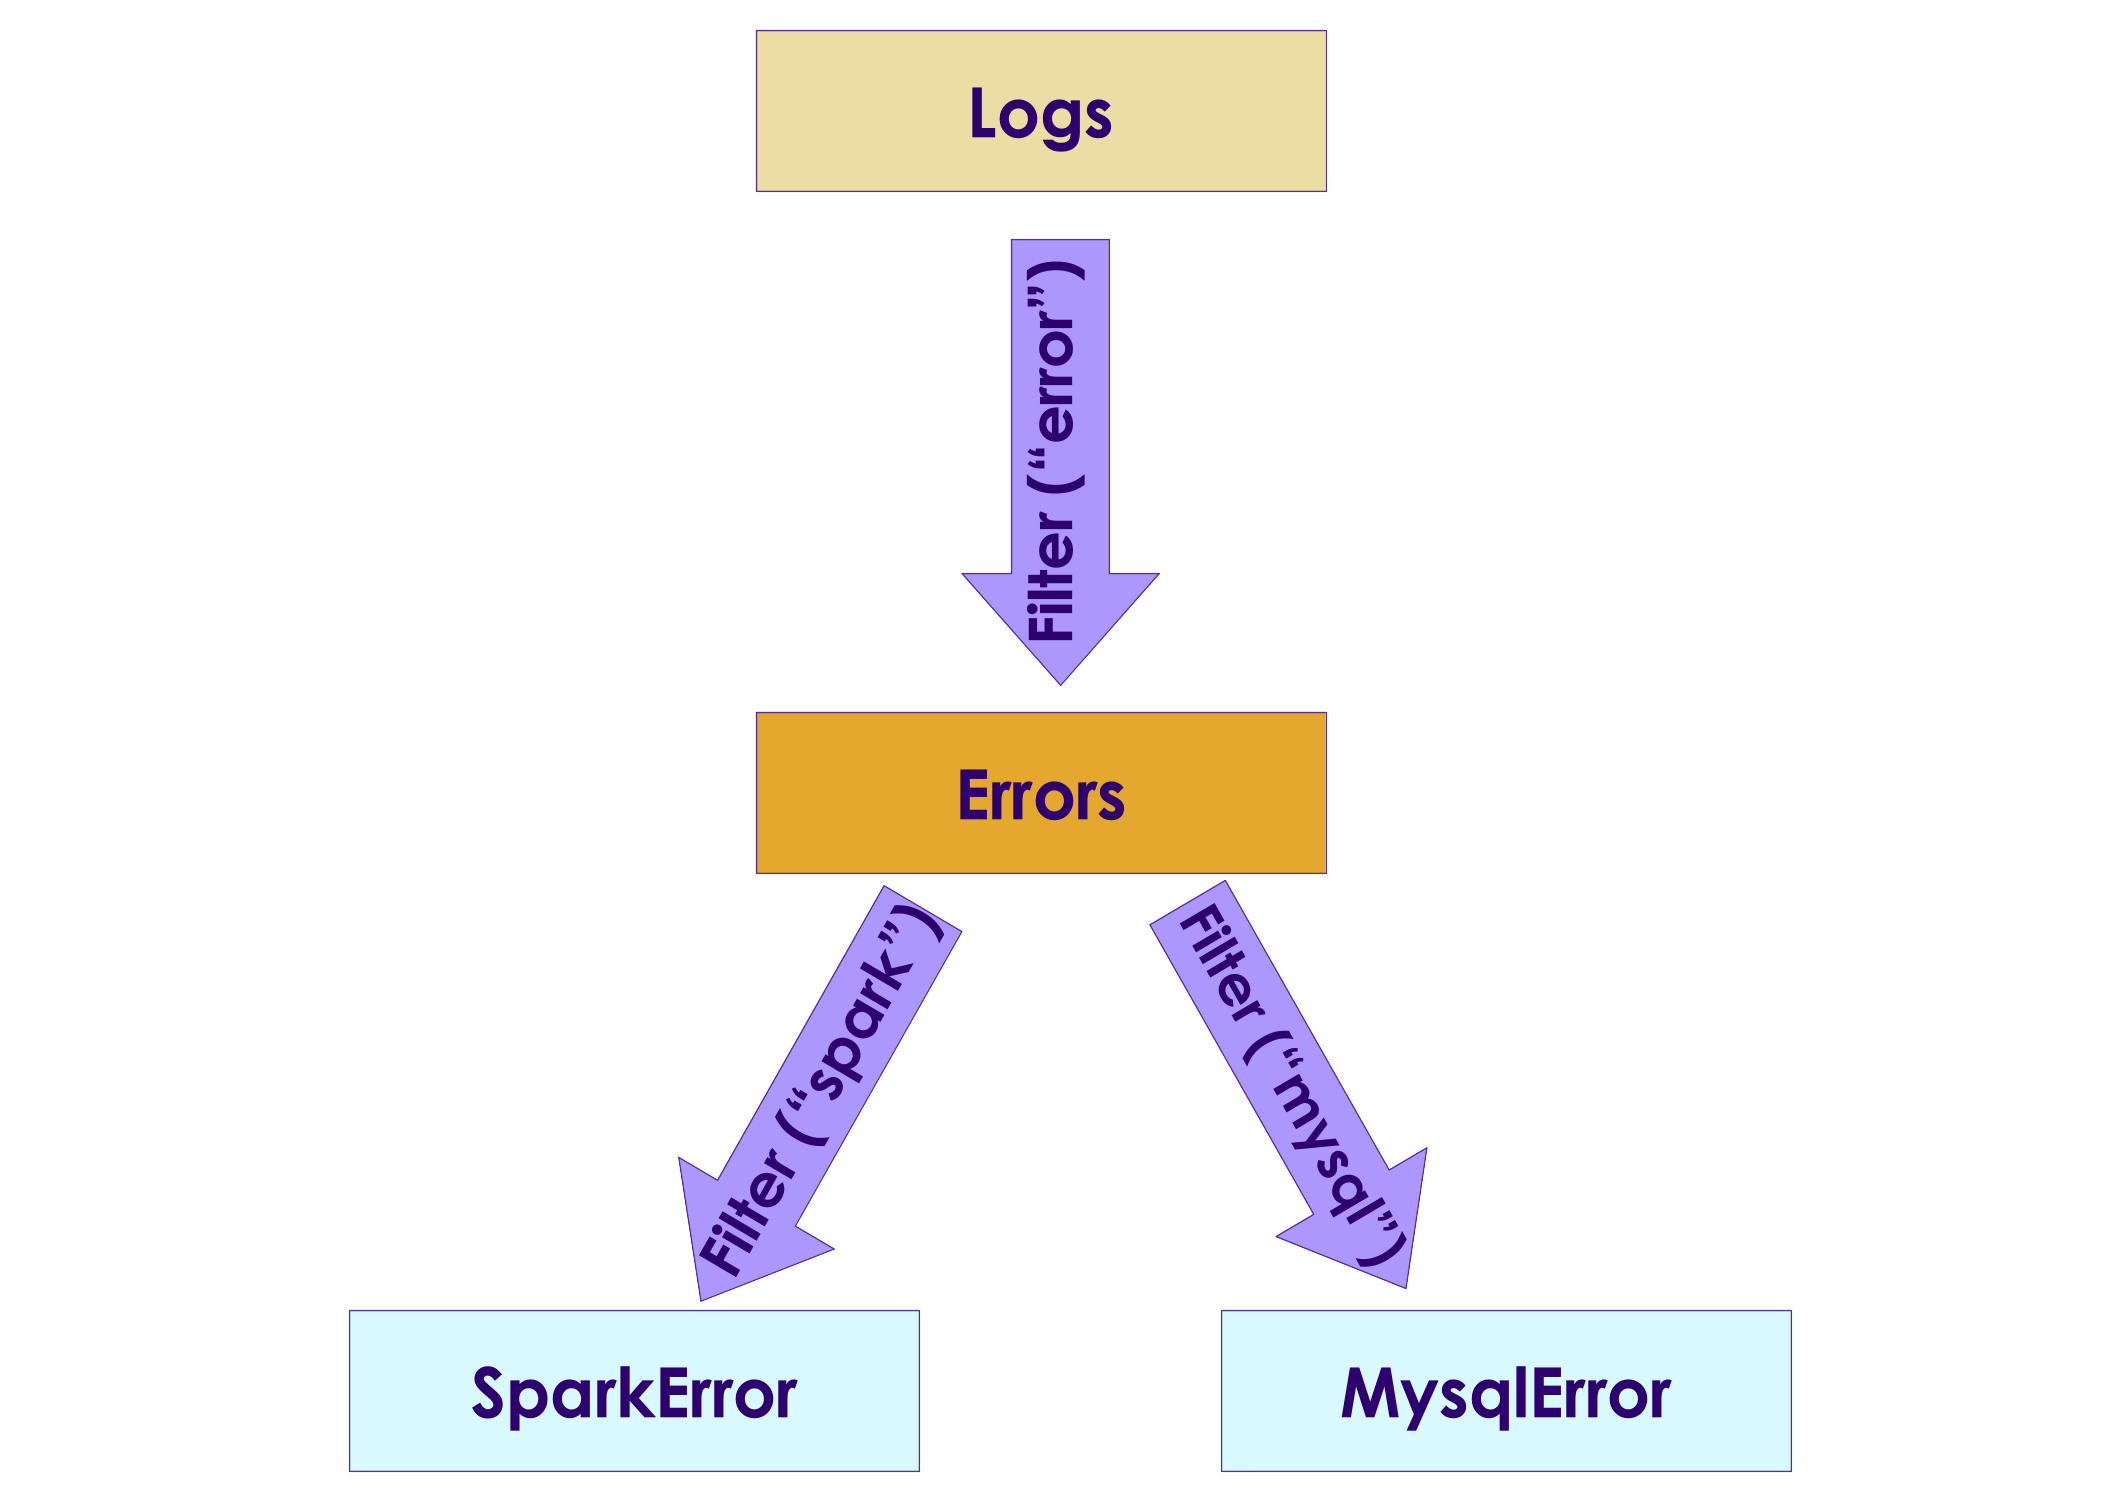 Logs
Filter (“error”)
Errors
Filter (“spark”)
Filter (“mysql”)
SparkError
MysqlError